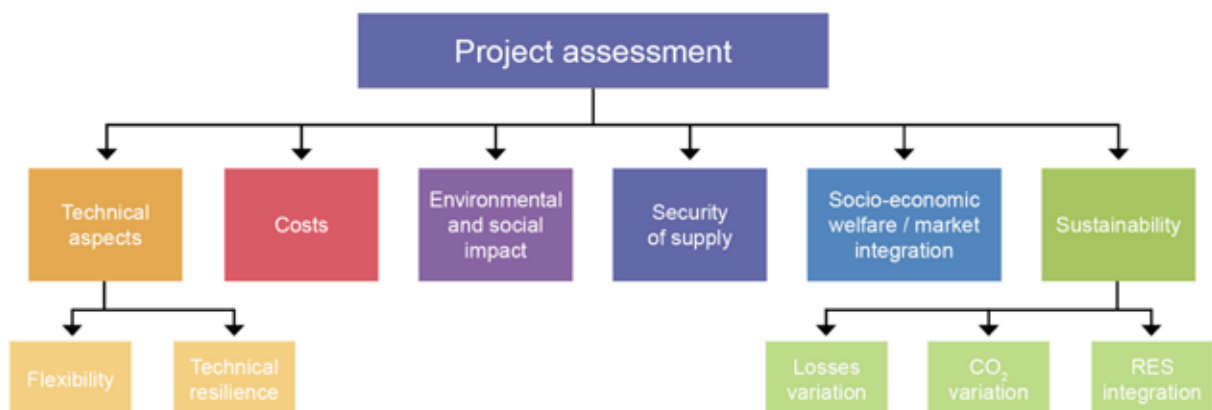 Project assessment
Technical
aspects
Costs
Environmental
and social
impact
Security
of supply
Socio-economic
welfare / market
integration
Sustainability
Flexibility
Technical
resilience
Losses
variation
CO₂
variation
RES
integration